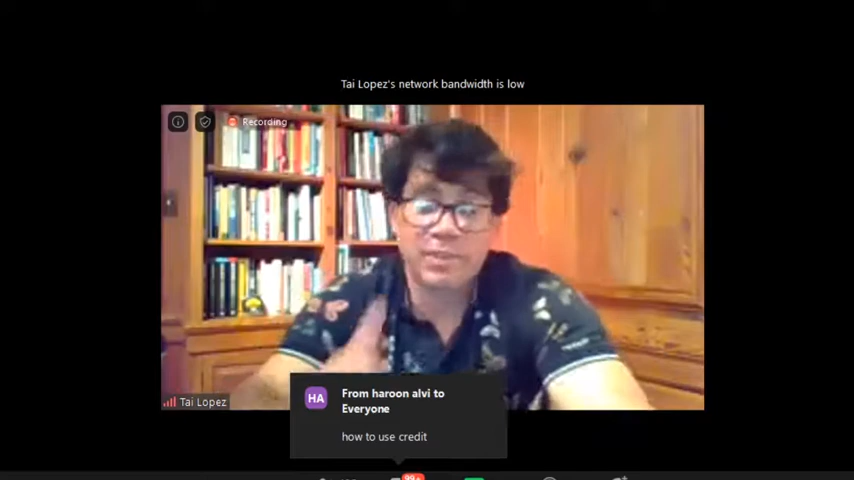 Tai Lopez's network bandwidth is low
Recording
Tai Lopez
HA
From haroon alvi to
Everyone
how to use credit
99+